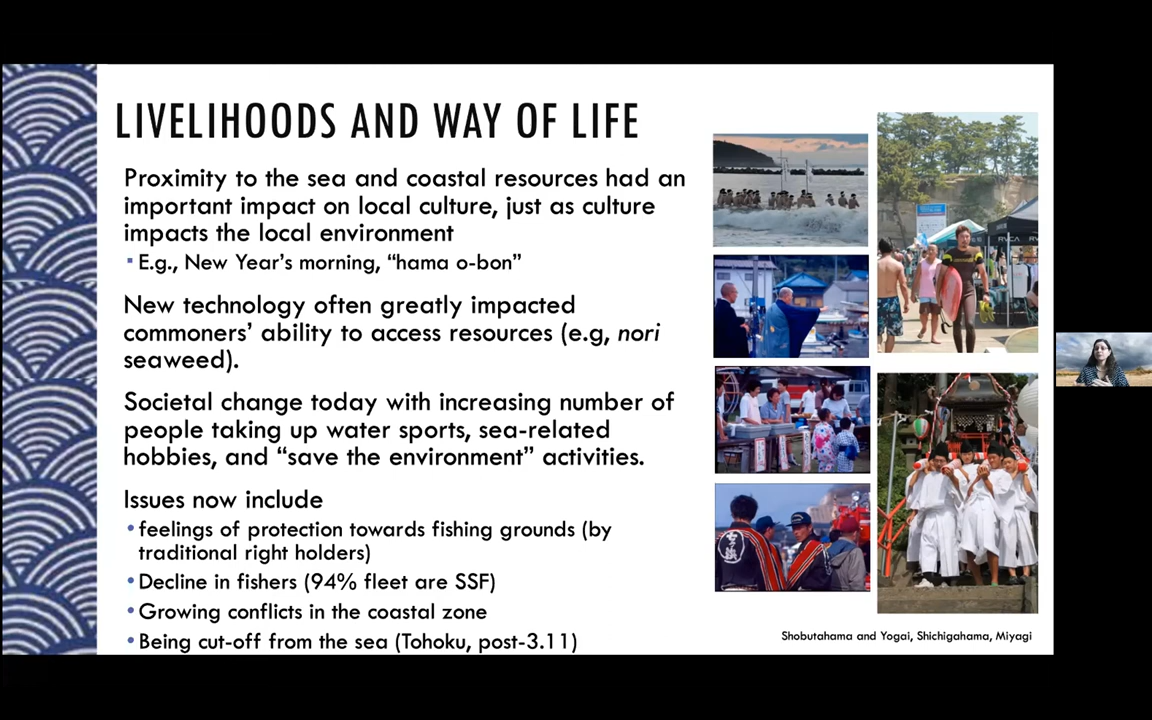 LIVELIHOODS AND WAY OF LIFE
Proximity to the sea and coastal resources had an
important impact on local culture, just as culture
impacts the local environment
▪ E.g., New Year's morning, “hama o-bon”
New technology often greatly impacted
commoners' ability to access resources (e.g, nori
seaweed).
Societal change today with increasing number of
people taking up water sports, sea-related
hobbies, and “save the environment” activities.
Issues now include
• feelings of protection towards fishing grounds (by
traditional right holders)
• Decline in fishers (94% fleet are SSF)
• Growing conflicts in the coastal zone
• Being cut-off from the sea (Tohoku, post-3.11)
RVCA
七ヶ浜
Shobutahama and Yogai, Shichigahama, Miyagi